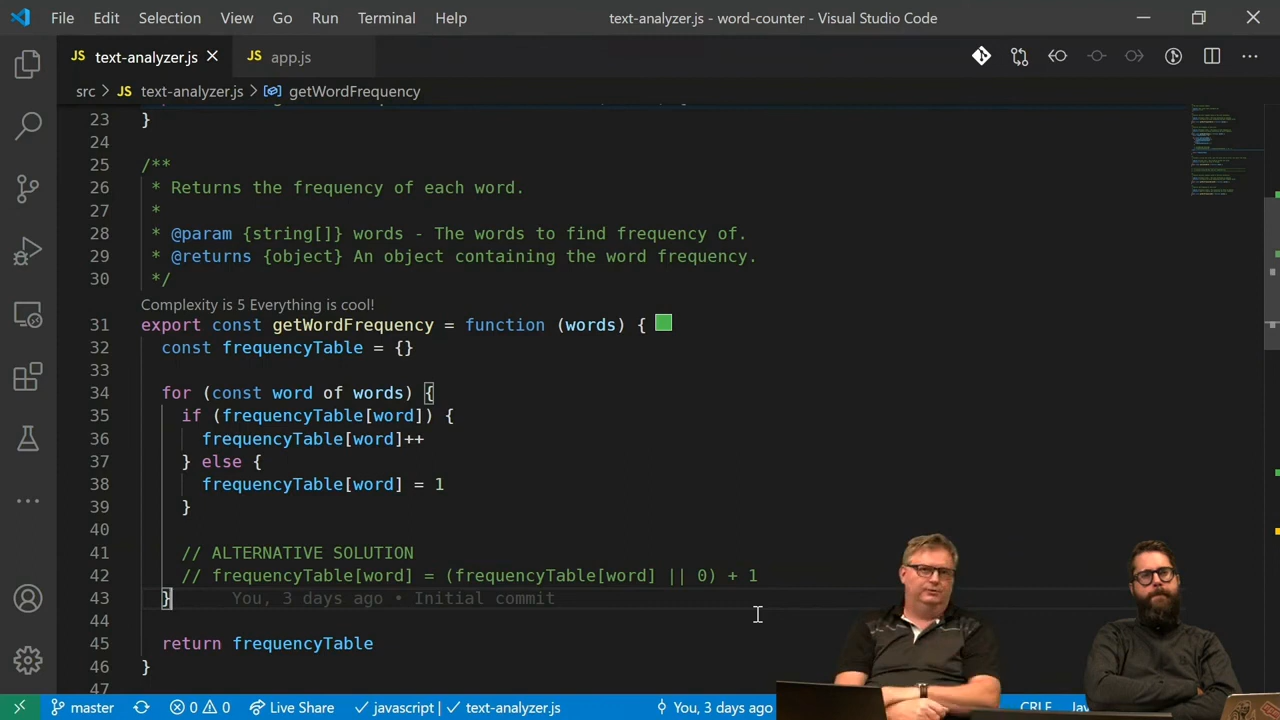 File Edit Selection View Go Run Terminal Help text-analyzer.js - word-counter - Visual Studio Code
JS text-analyzer.js JS app.js
src > JS text-analyzer.js > getWordFrequency
23 }
24
25 /**
26 * Returns the frequency of each word.
27 *
28 * @param {string[]} words - The words to find frequency of.
29 * @returns {object} An object containing the word frequency.
30 */
Complexity is 5 Everything is cool!
31 export const getWordFrequency = function (words) {
32 const frequencyTable = {}
33
34 for (const word of words) {
35 if (frequencyTable[word]) {
36 frequencyTable[word]++
37 } else {
38 frequencyTable[word] = 1
39 }
40
41 // ALTERNATIVE SOLUTION
42 // frequencyTable[word] = (frequencyTable[word] || 0) + 1
43 } You, 3 days ago • Initial commit
44
45 return frequencyTable
46 }
47
master 0 0 Live Share javascript | text-analyzer.js You, 3 days ago CRLF